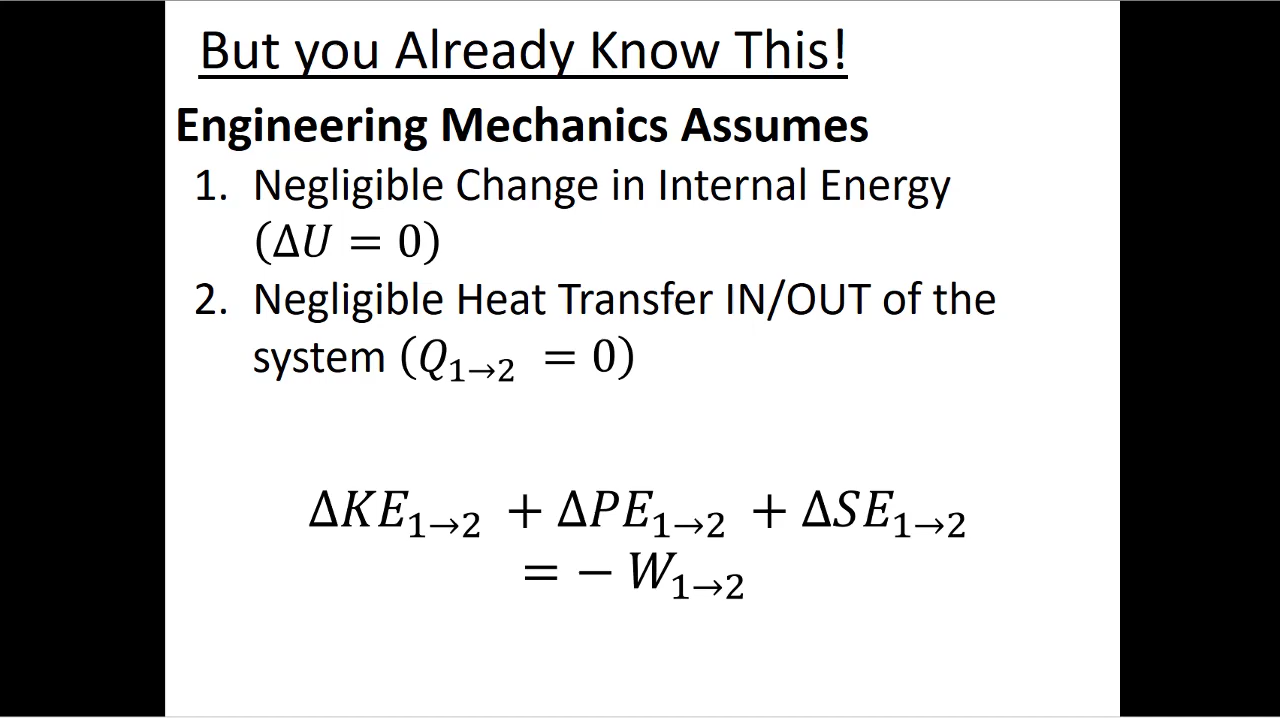 But you Already Know This!
Engineering Mechanics Assumes
1. Negligible Change in Internal Energy
(Δ𝑈 = 0)
2. Negligible Heat Transfer IN/OUT of the
system (𝑄₁→₂ = 0)
Δ𝐾𝐸₁→₂ + Δ𝑃𝐸₁→₂ + Δ𝑆𝐸₁→₂
= − 𝑊₁→₂